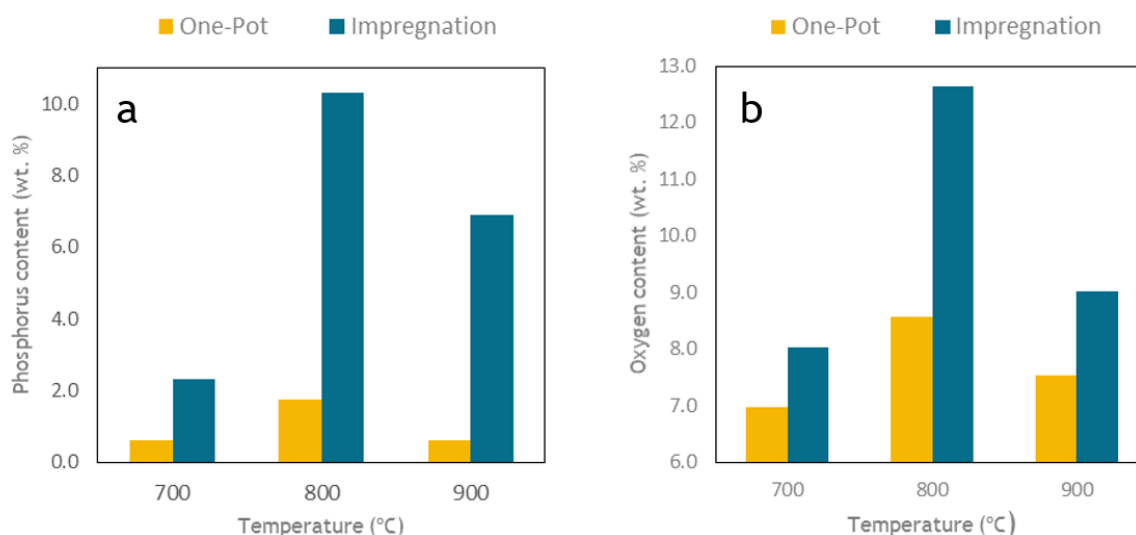 One-Pot Impregnation
a
Phosphorus content (wt. %)
10.0
8.0
6.0
4.0
2.0
0.0
700 800 900
Temperature (°C)
One-Pot Impregnation
b
Oxygen content (wt. %)
13.0
12.0
11.0
10.0
9.0
8.0
7.0
6.0
700 800 900
Temperature (°C)